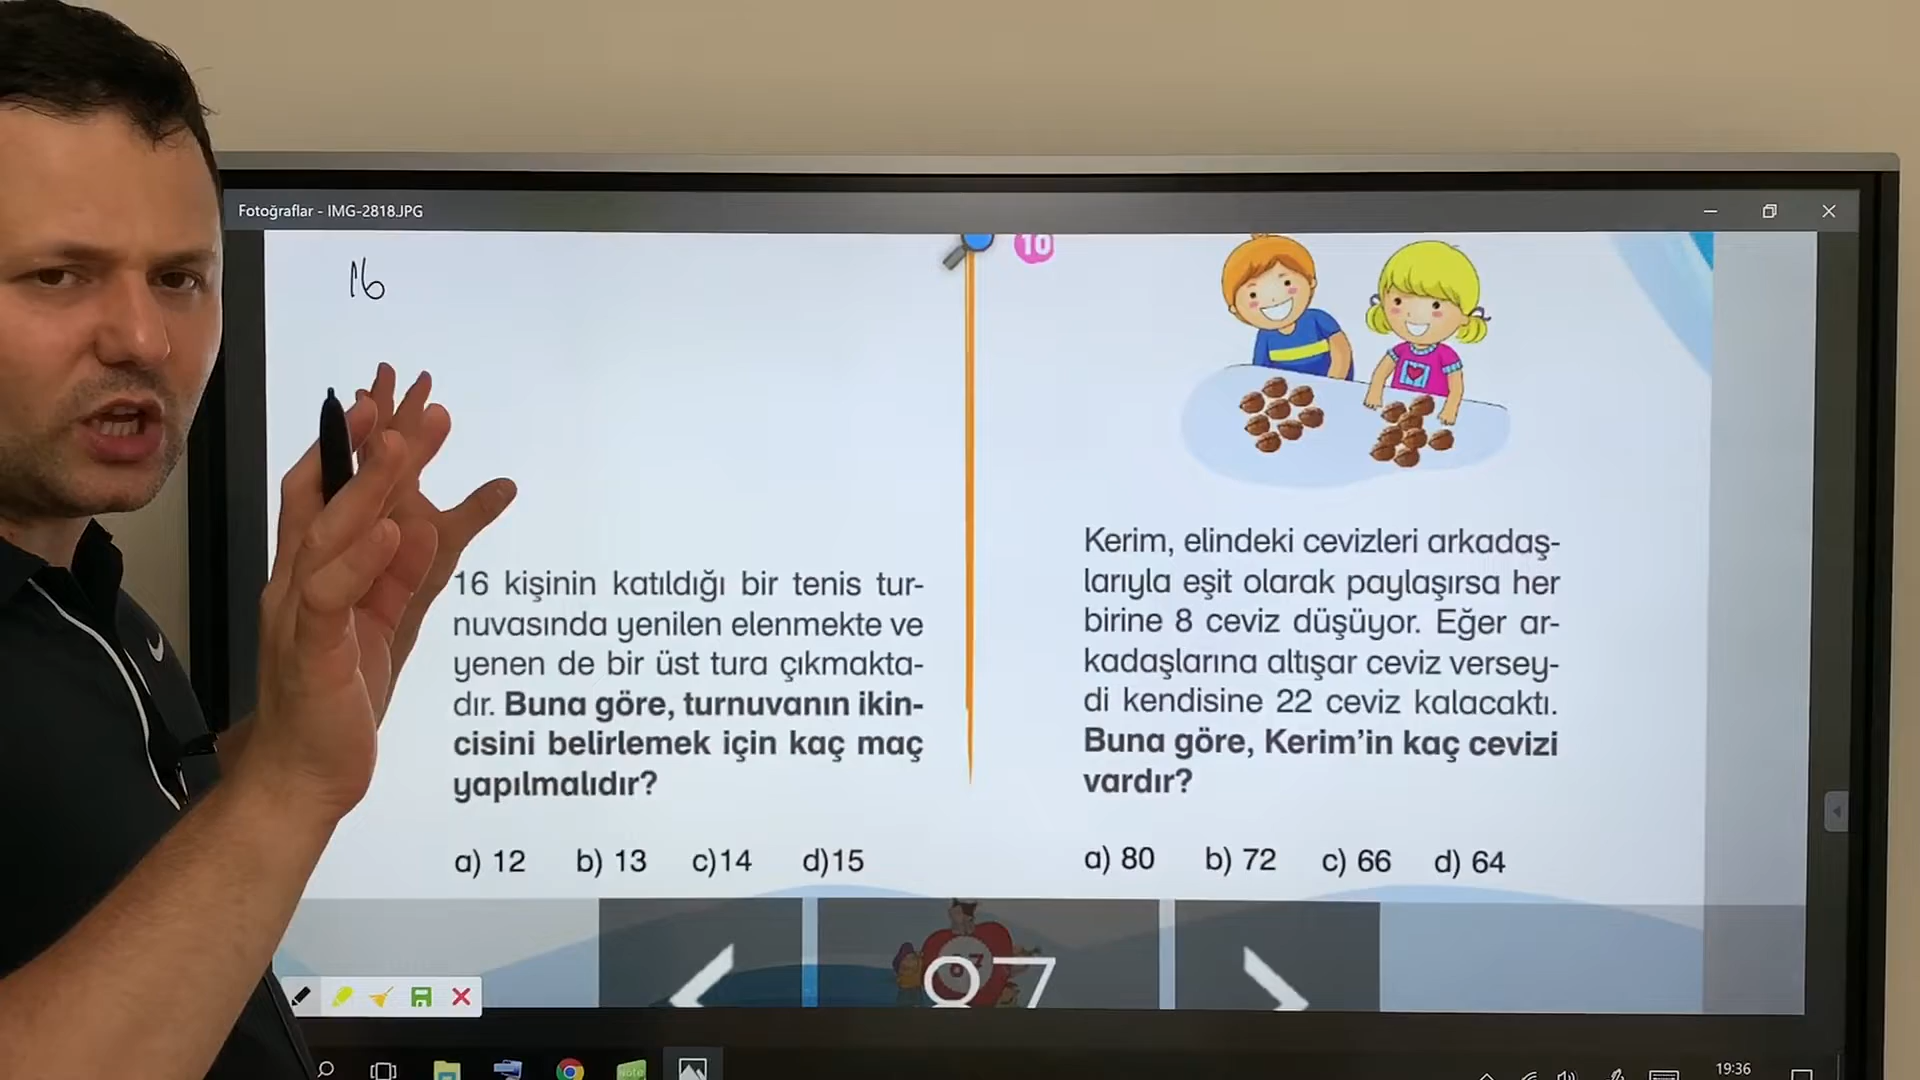 Fotoğraflar - IMG-2818.JPG
16
16 kişinin katıldığı bir tenis tur-
nuvasında yenilen elenmekte ve
yenen de bir üst tura çıkmakta-
dır. Buna göre, turnuvanın ikin-
cisini belirlemek için kaç maç
yapılmalıdır?
a) 12 b) 13 c)14 d)15
10
Kerim, elindeki cevizleri arkadaş-
larıyla eşit olarak paylaşırsa her
birine 8 ceviz düşüyor. Eğer ar-
kadaşlarına altışar ceviz versey-
di kendisine 22 ceviz kalacaktı.
Buna göre, Kerim'in kaç cevizi
vardır?
a) 80 b) 72 c) 66 d) 64
87
19:36